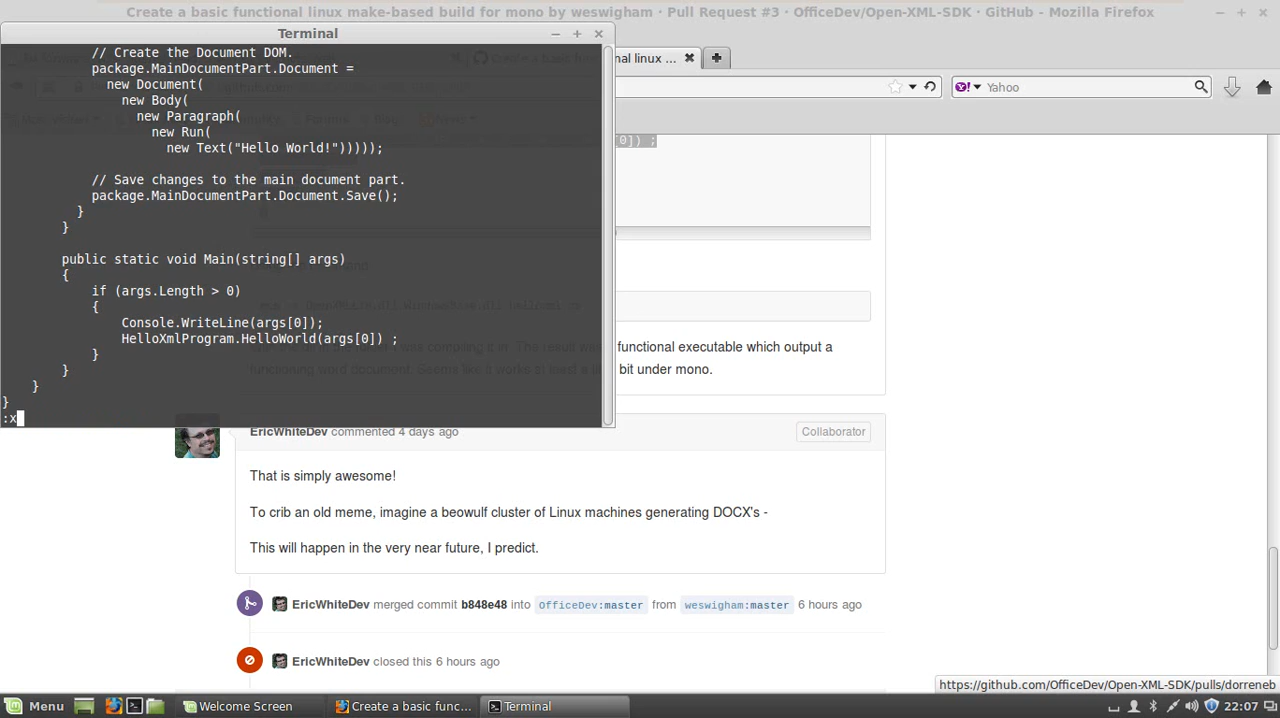 Create a basic functional linux make-based build for mono by weswigham · Pull Request #3 · OfficeDev/Open-XML-SDK · GitHub - Mozilla Firefox
Terminal
// Create the Document DOM.
package.MainDocumentPart.Document =
new Document(
new Body(
new Paragraph(
new Run(
new Text("Hello World!")))));
// Save changes to the main document part.
package.MainDocumentPart.Document.Save();
}
}
public static void Main(string[] args)
{
if (args.Length > 0)
{
Console.WriteLine(args[0]);
HelloXmlProgram.HelloWorld(args[0]) ;
}
}
}
}
:x
nal linux ...
Yahoo
[0]) ;
functional executable which output a
bit under mono.
EricWhiteDev commented 4 days ago
Collaborator
That is simply awesome!
To crib an old meme, imagine a beowulf cluster of Linux machines generating DOCX's -
This will happen in the very near future, I predict.
EricWhiteDev merged commit b848e48 into OfficeDev:master from weswigham:master 6 hours ago
EricWhiteDev closed this 6 hours ago
https://github.com/OfficeDev/Open-XML-SDK/pulls/dorreneb
Menu
Welcome Screen
Create a basic func...
Terminal
22:07